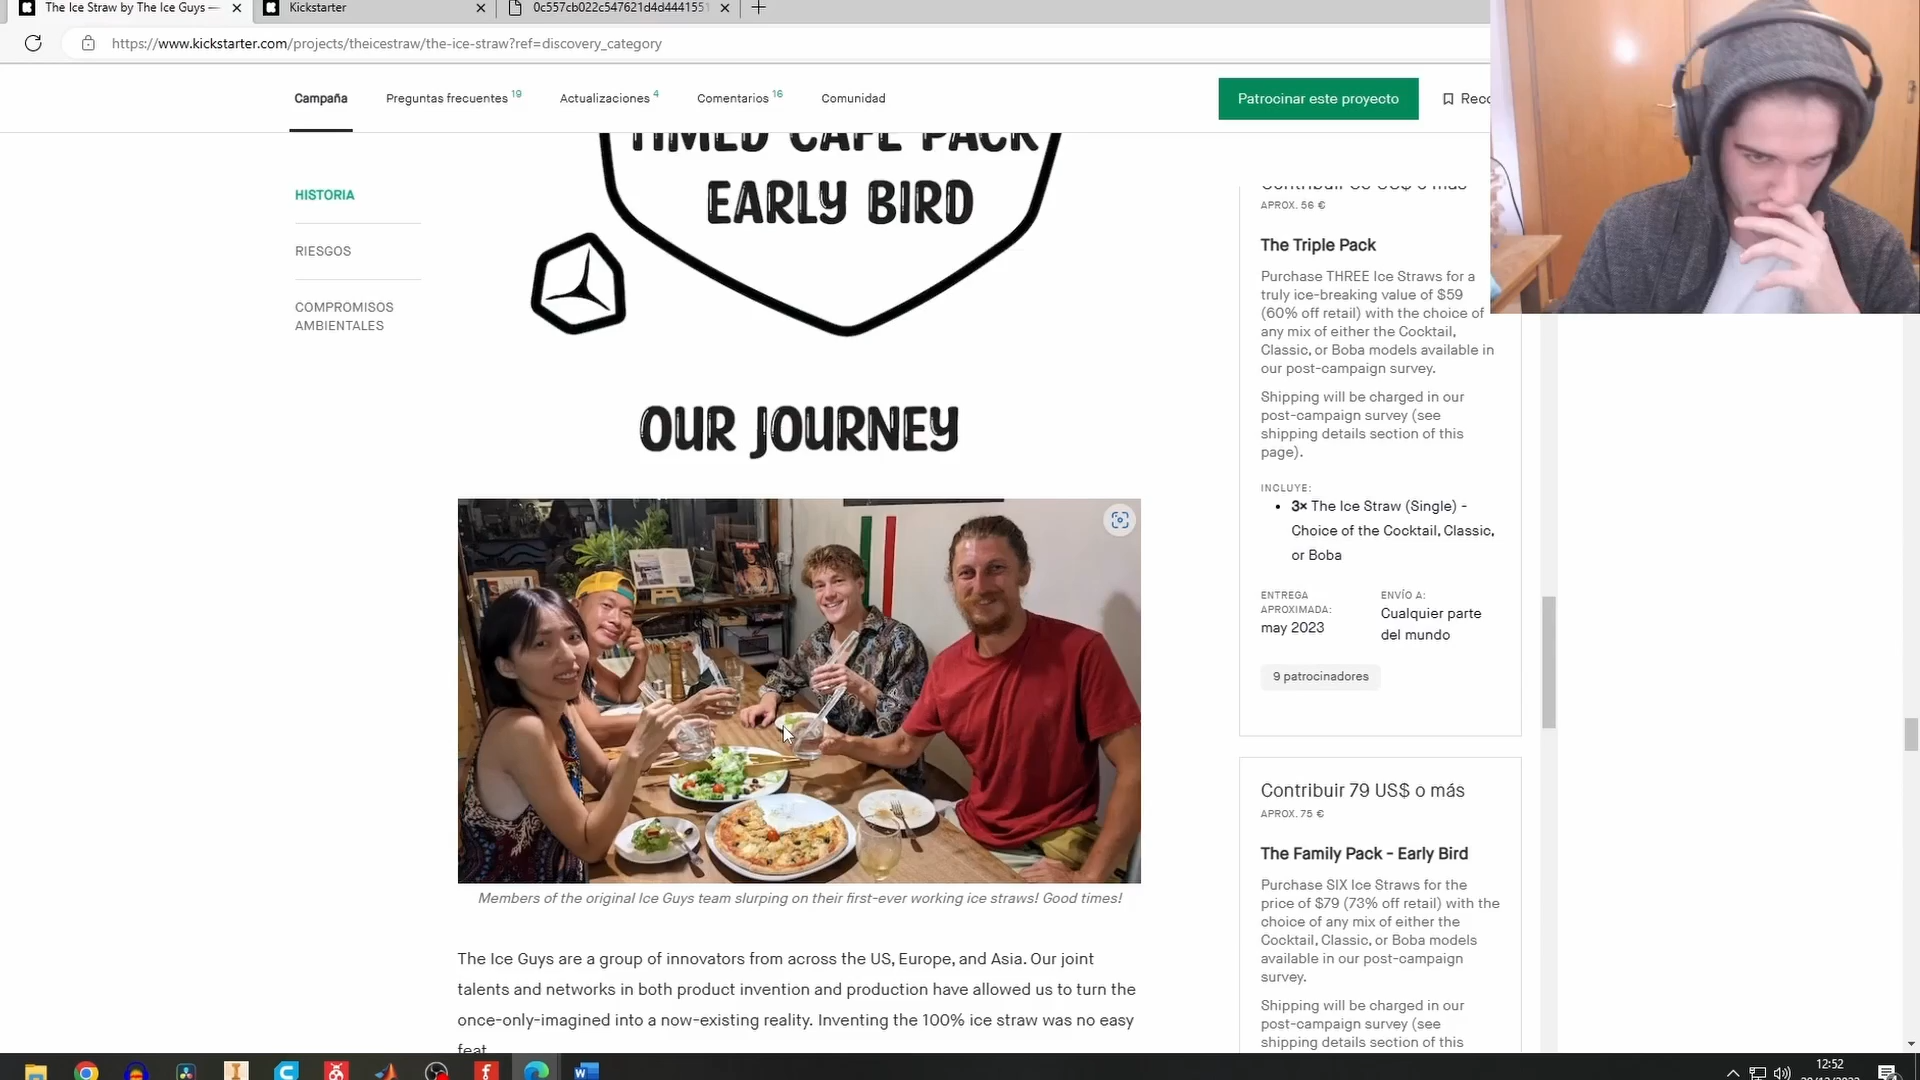 The Ice Straw by The Ice Guys —
Kickstarter
0c557cb022c547621d4d4441551
https://www.kickstarter.com/projects/theicestraw/the-ice-straw?ref=discovery_category
Campaña
Preguntas frecuentes 19
Actualizaciones 4
Comentarios 16
Comunidad
Patrocinar este proyecto
Reco
HISTORIA
RIESGOS
COMPROMISOS
AMBIENTALES
TIMED CAFE PACK
EARLY BIRD
OUR JOURNEY
Members of the original Ice Guys team slurping on their first-ever working ice straws! Good times!
The Ice Guys are a group of innovators from across the US, Europe, and Asia. Our joint
talents and networks in both product invention and production have allowed us to turn the
once-only-imagined into a now-existing reality. Inventing the 100% ice straw was no easy
feat
APROX. 56 €
The Triple Pack
Purchase THREE Ice Straws for a
truly ice-breaking value of $59
(60% off retail) with the choice of
any mix of either the Cocktail,
Classic, or Boba models available in
our post-campaign survey.
Shipping will be charged in our
post-campaign survey (see
shipping details section of this
page).
INCLUYE:
• 3× The Ice Straw (Single) -
Choice of the Cocktail, Classic,
or Boba
ENTREGA
APROXIMADA:
may 2023
ENVÍO A:
Cualquier parte
del mundo
9 patrocinadores
Contribuir 79 US$ o más
APROX. 75 €
The Family Pack - Early Bird
Purchase SIX Ice Straws for the
price of $79 (73% off retail) with the
choice of any mix of either the
Cocktail, Classic, or Boba models
available in our post-campaign
survey.
Shipping will be charged in our
post-campaign survey (see
shipping details section of this
12:52